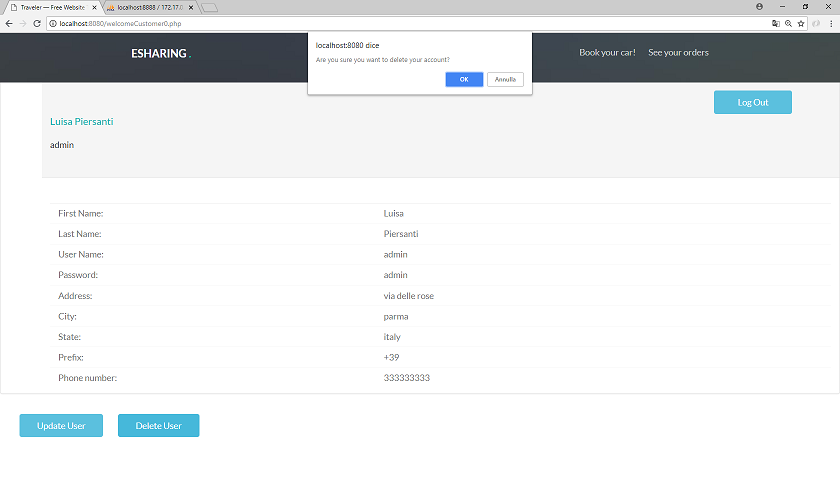 Traveler — Free Website
localhost:8888 / 172.17.0
localhost:8080/welcomeCustomer0.php
ESHARING .
Book your car!
See your orders
localhost:8080 dice
Are you sure you want to delete your account?
OK
Annulla
Log Out
Luisa Piersanti
admin
First Name: Luisa
Last Name: Piersanti
User Name: admin
Password: admin
Address: via delle rose
City: parma
State: italy
Prefix: +39
Phone number: 333333333
Update User
Delete User